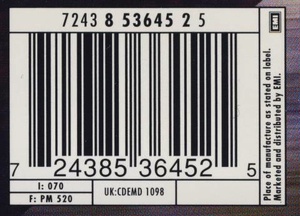 7243 8 53645 2 5
EMI
7 24385 36452 5
I: 070
F: PM 520
UK:CDEMD 1098
Place of manufacture as stated on label.
Marketed and distributed by EMI.